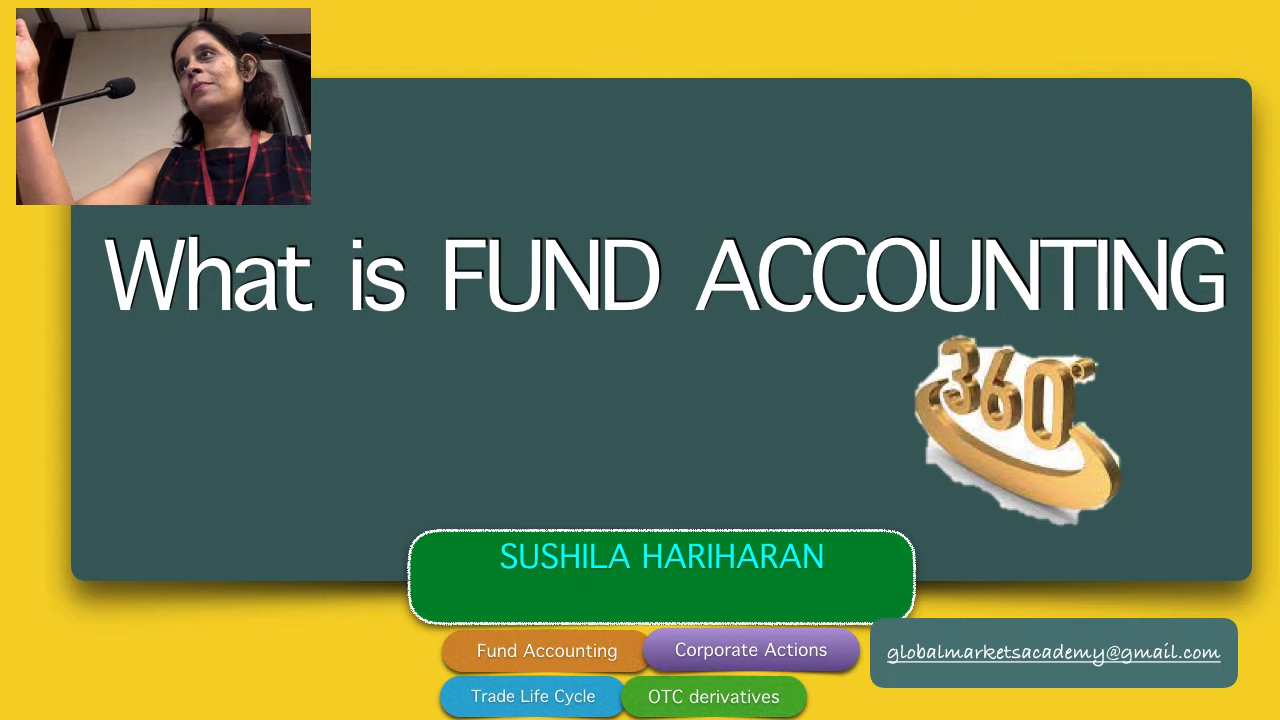 What is FUND ACCOUNTING
360°
SUSHILA HARIHARAN
Fund Accounting
Corporate Actions
globalmarketsacademy@gmail.com
Trade Life Cycle
OTC derivatives